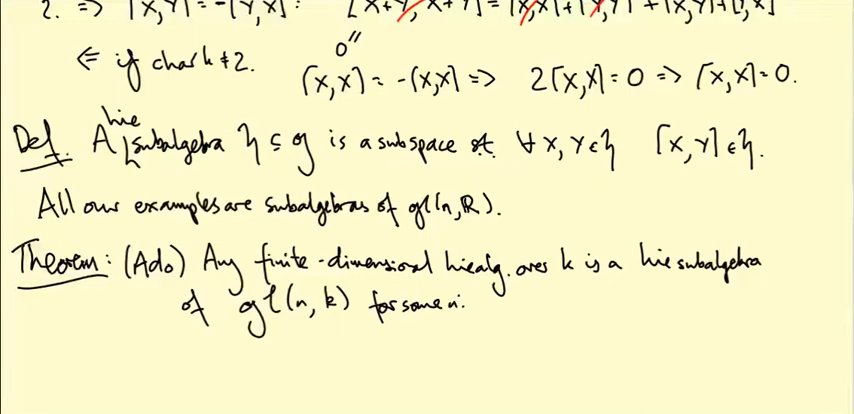 2. => [X,Y] = -[Y,X] : [X+Y, X+Y] = [X,X] + [Y,Y] + [X,Y] + [Y,X]
0"
<= if char k ≠ 2. [X,X] = -[X,X] => 2[X,X] = 0 => [X,X] = 0.
Def. A Lie subalgebra 𝔥 ⊆ 𝔤 is a subspace st. ∀ X, Y ∈ 𝔥 [X,Y] ∈ 𝔥.
All our examples are subalgebras of gl(n,ℝ).
Theorem: (Ado) Any finite-dimensional Lie alg. over k is a Lie subalgebra
of gl(n,k) for some n.